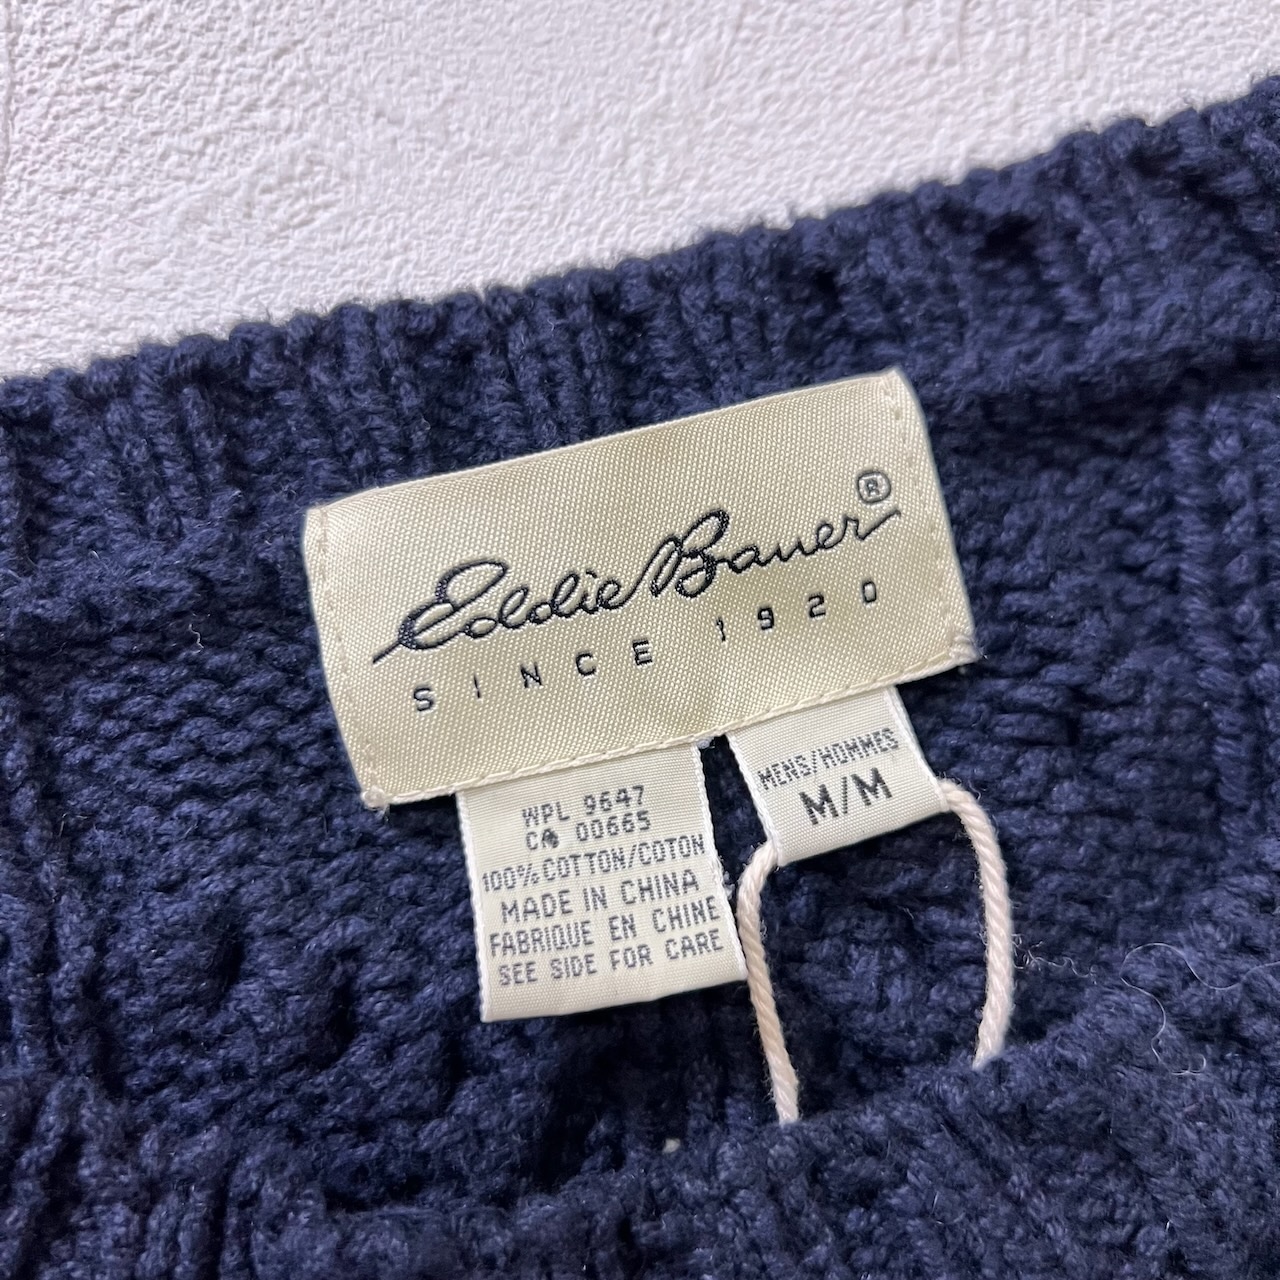 Eddie Bauer®
SINCE 1920
MENS/HOMMES
M/M
WPL 9647
CA 00665
100% COTTON/COTON
MADE IN CHINA
FABRIQUE EN CHINE
SEE SIDE FOR CARE